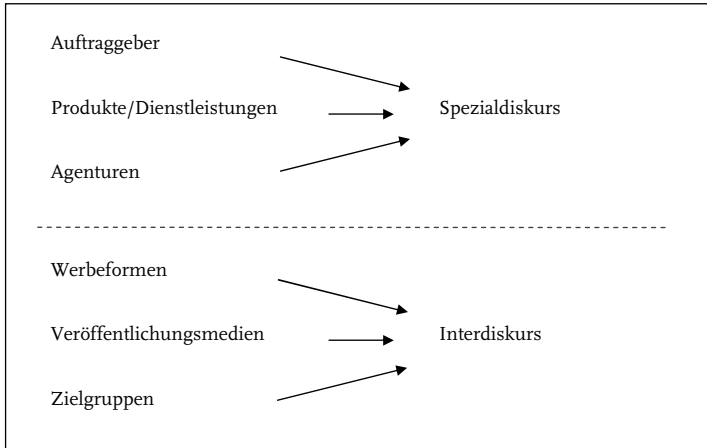 Auftraggeber
Produkte/Dienstleistungen
Spezialdiskurs
Agenturen
Werbeformen
Veröffentlichungsmedien
Interdiskurs
Zielgruppen